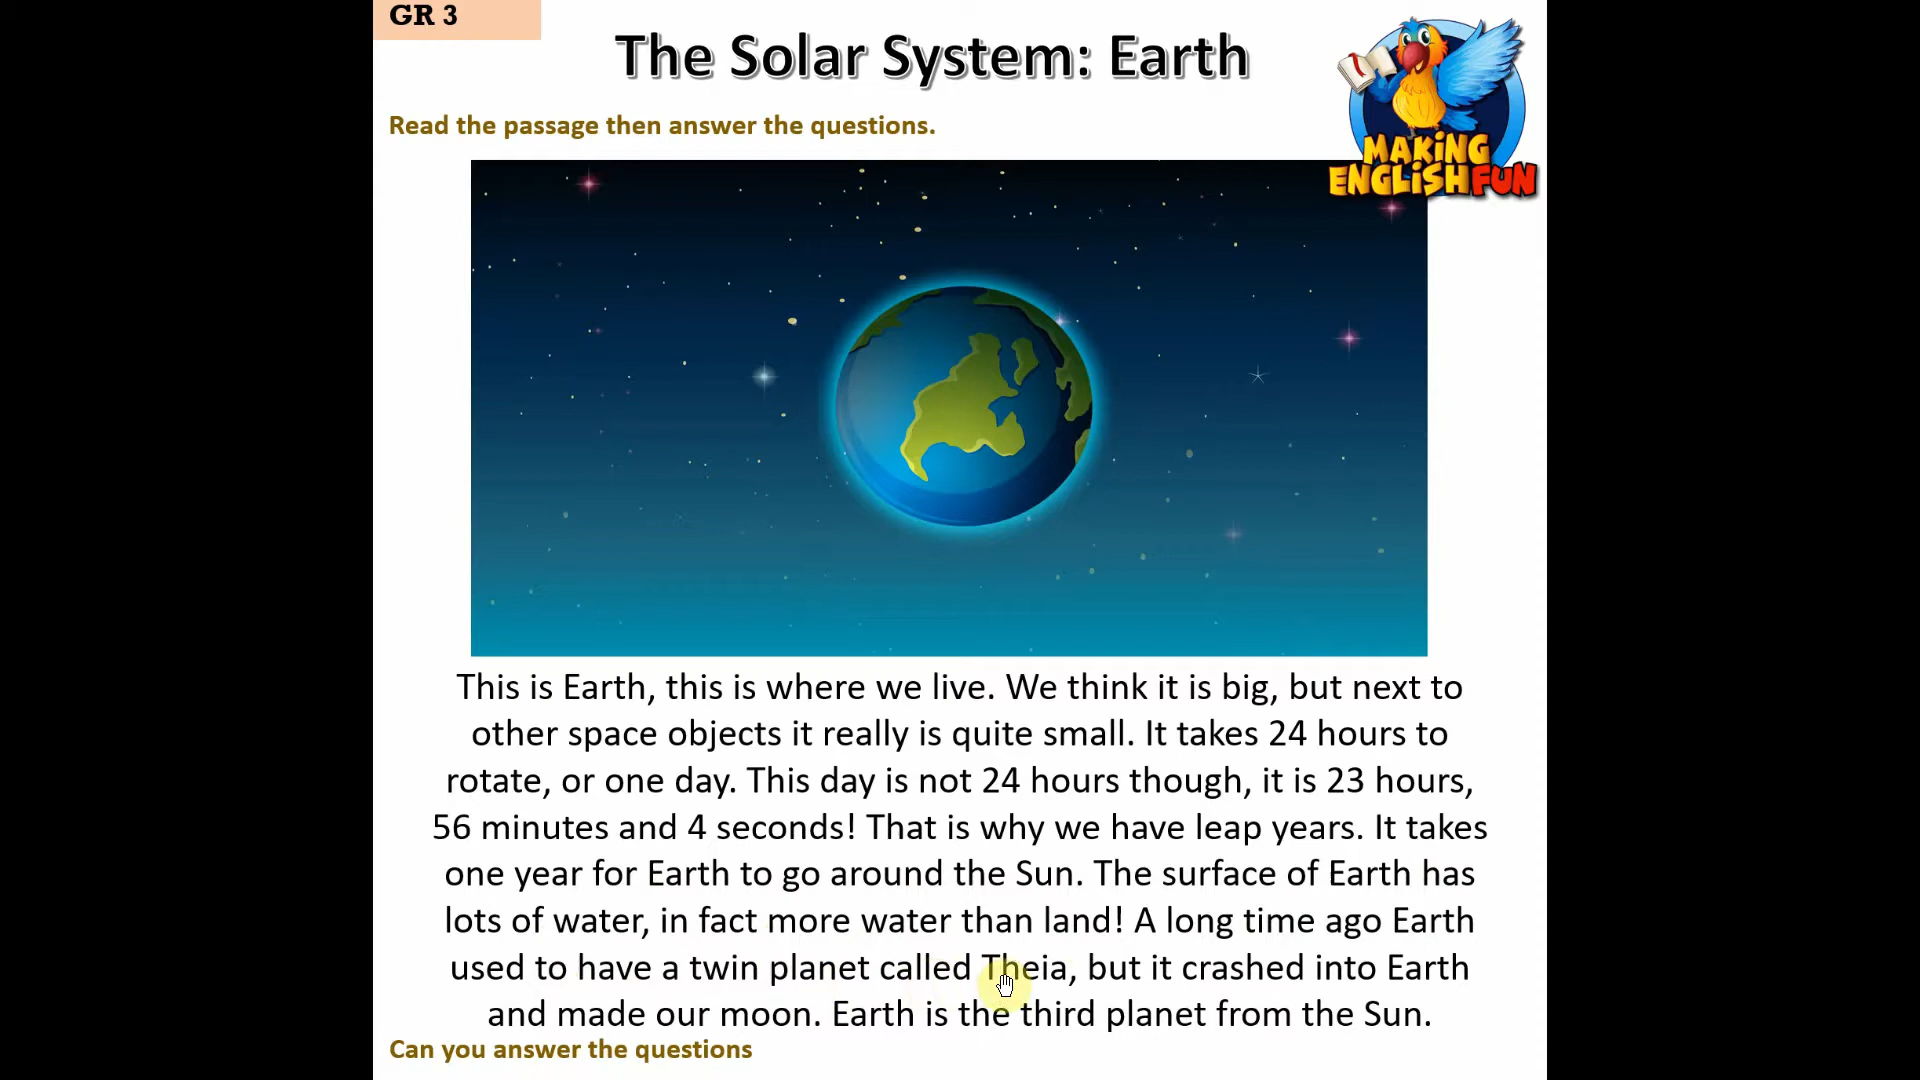 GR 3
The Solar System: Earth
MAKING
ENGLISH FUN
Read the passage then answer the questions.
This is Earth, this is where we live. We think it is big, but next to
other space objects it really is quite small. It takes 24 hours to
rotate, or one day. This day is not 24 hours though, it is 23 hours,
56 minutes and 4 seconds! That is why we have leap years. It takes
one year for Earth to go around the Sun. The surface of Earth has
lots of water, in fact more water than land! A long time ago Earth
used to have a twin planet called Theia, but it crashed into Earth
and made our moon. Earth is the third planet from the Sun.
Can you answer the questions